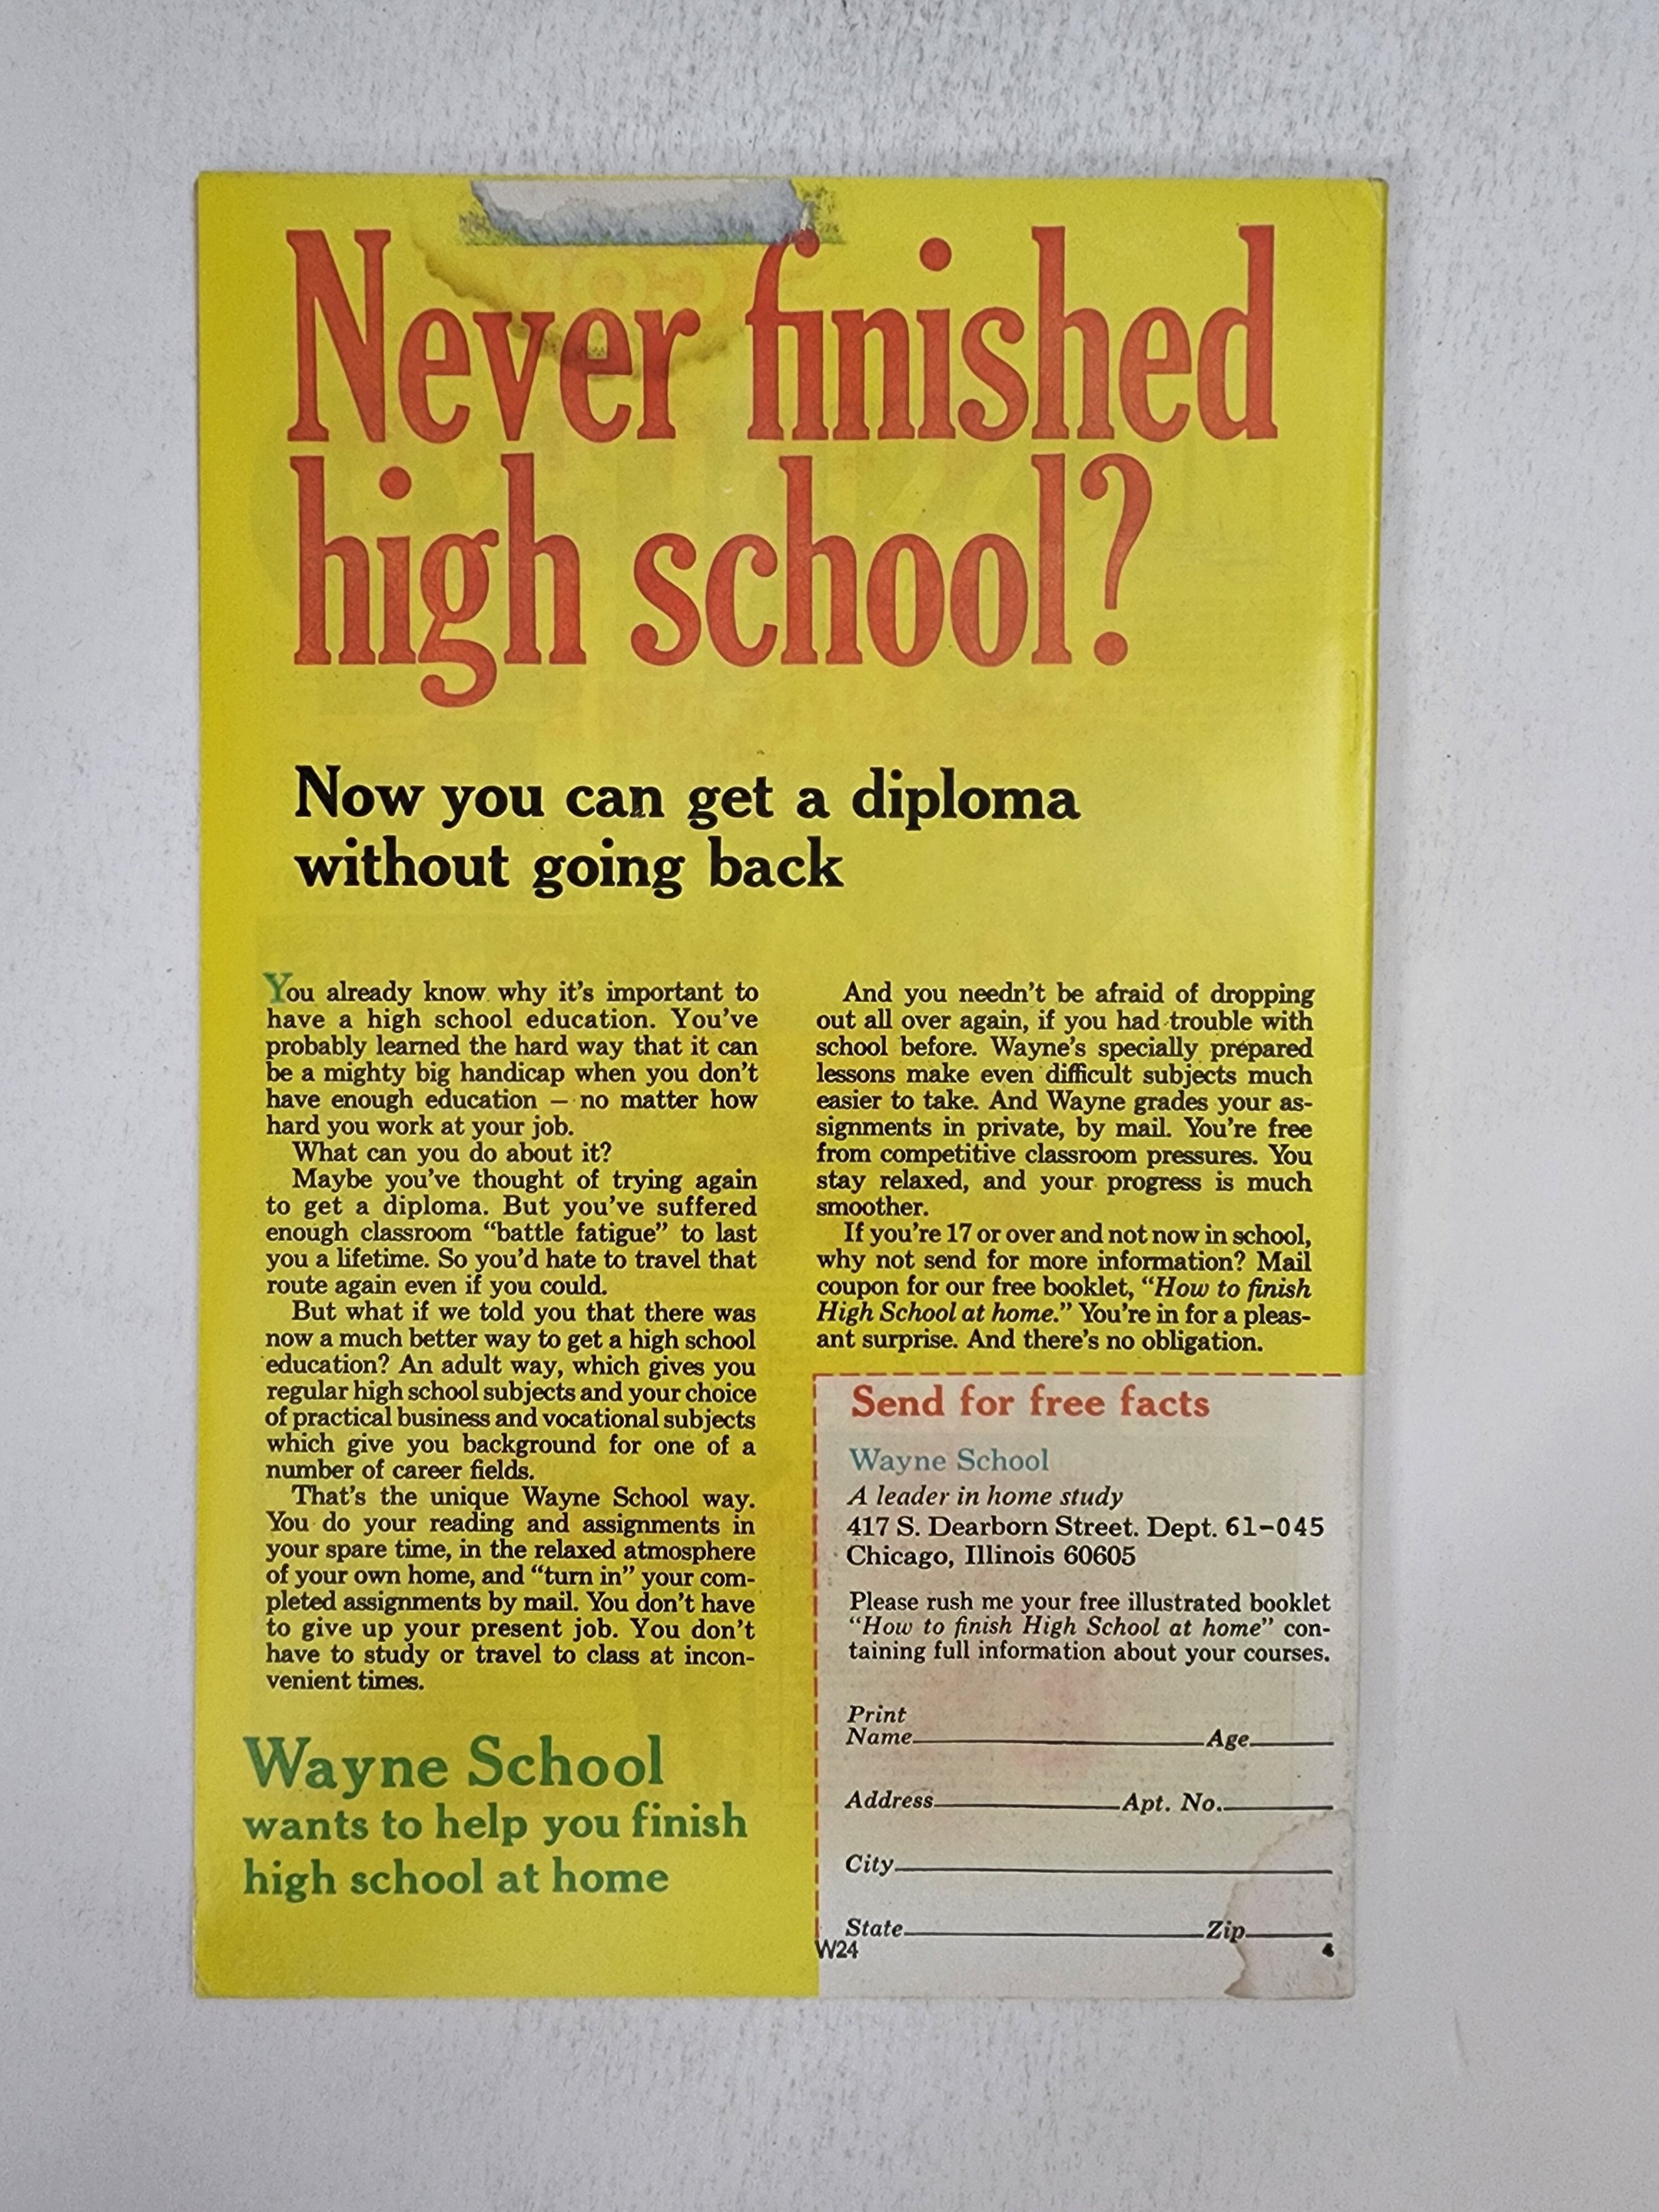 Never finished
high school?
Now you can get a diploma
without going back
You already know why it's important to
have a high school education. You've
probably learned the hard way that it can
be a mighty big handicap when you don't
have enough education – no matter how
hard you work at your job.
What can you do about it?
Maybe you've thought of trying again
to get a diploma. But you've suffered
enough classroom “battle fatigue” to last
you a lifetime. So you'd hate to travel that
route again even if you could.
But what if we told you that there was
now a much better way to get a high school
education? An adult way, which gives you
regular high school subjects and your choice
of practical business and vocational subjects
which give you background for one of a
number of career fields.
That's the unique Wayne School way.
You do your reading and assignments in
your spare time, in the relaxed atmosphere
of your own home, and “turn in” your com-
pleted assignments by mail. You don't have
to give up your present job. You don't
have to study or travel to class at incon-
venient times.
Wayne School
wants to help you finish
high school at home
And you needn't be afraid of dropping
out all over again, if you had trouble with
school before. Wayne's specially prepared
lessons make even difficult subjects much
easier to take. And Wayne grades your as-
signments in private, by mail. You're free
from competitive classroom pressures. You
stay relaxed, and your progress is much
smoother.
If you're 17 or over and not now in school,
why not send for more information? Mail
coupon for our free booklet, “How to finish
High School at home.” You're in for a pleas-
ant surprise. And there's no obligation.
Send for free facts
Wayne School
A leader in home study
417 S. Dearborn Street. Dept. 61-045
Chicago, Illinois 60605
Please rush me your free illustrated booklet
“How to finish High School at home” con-
taining full information about your courses.
Print
Name Age
Address Apt. No.
City
State Zip
W24